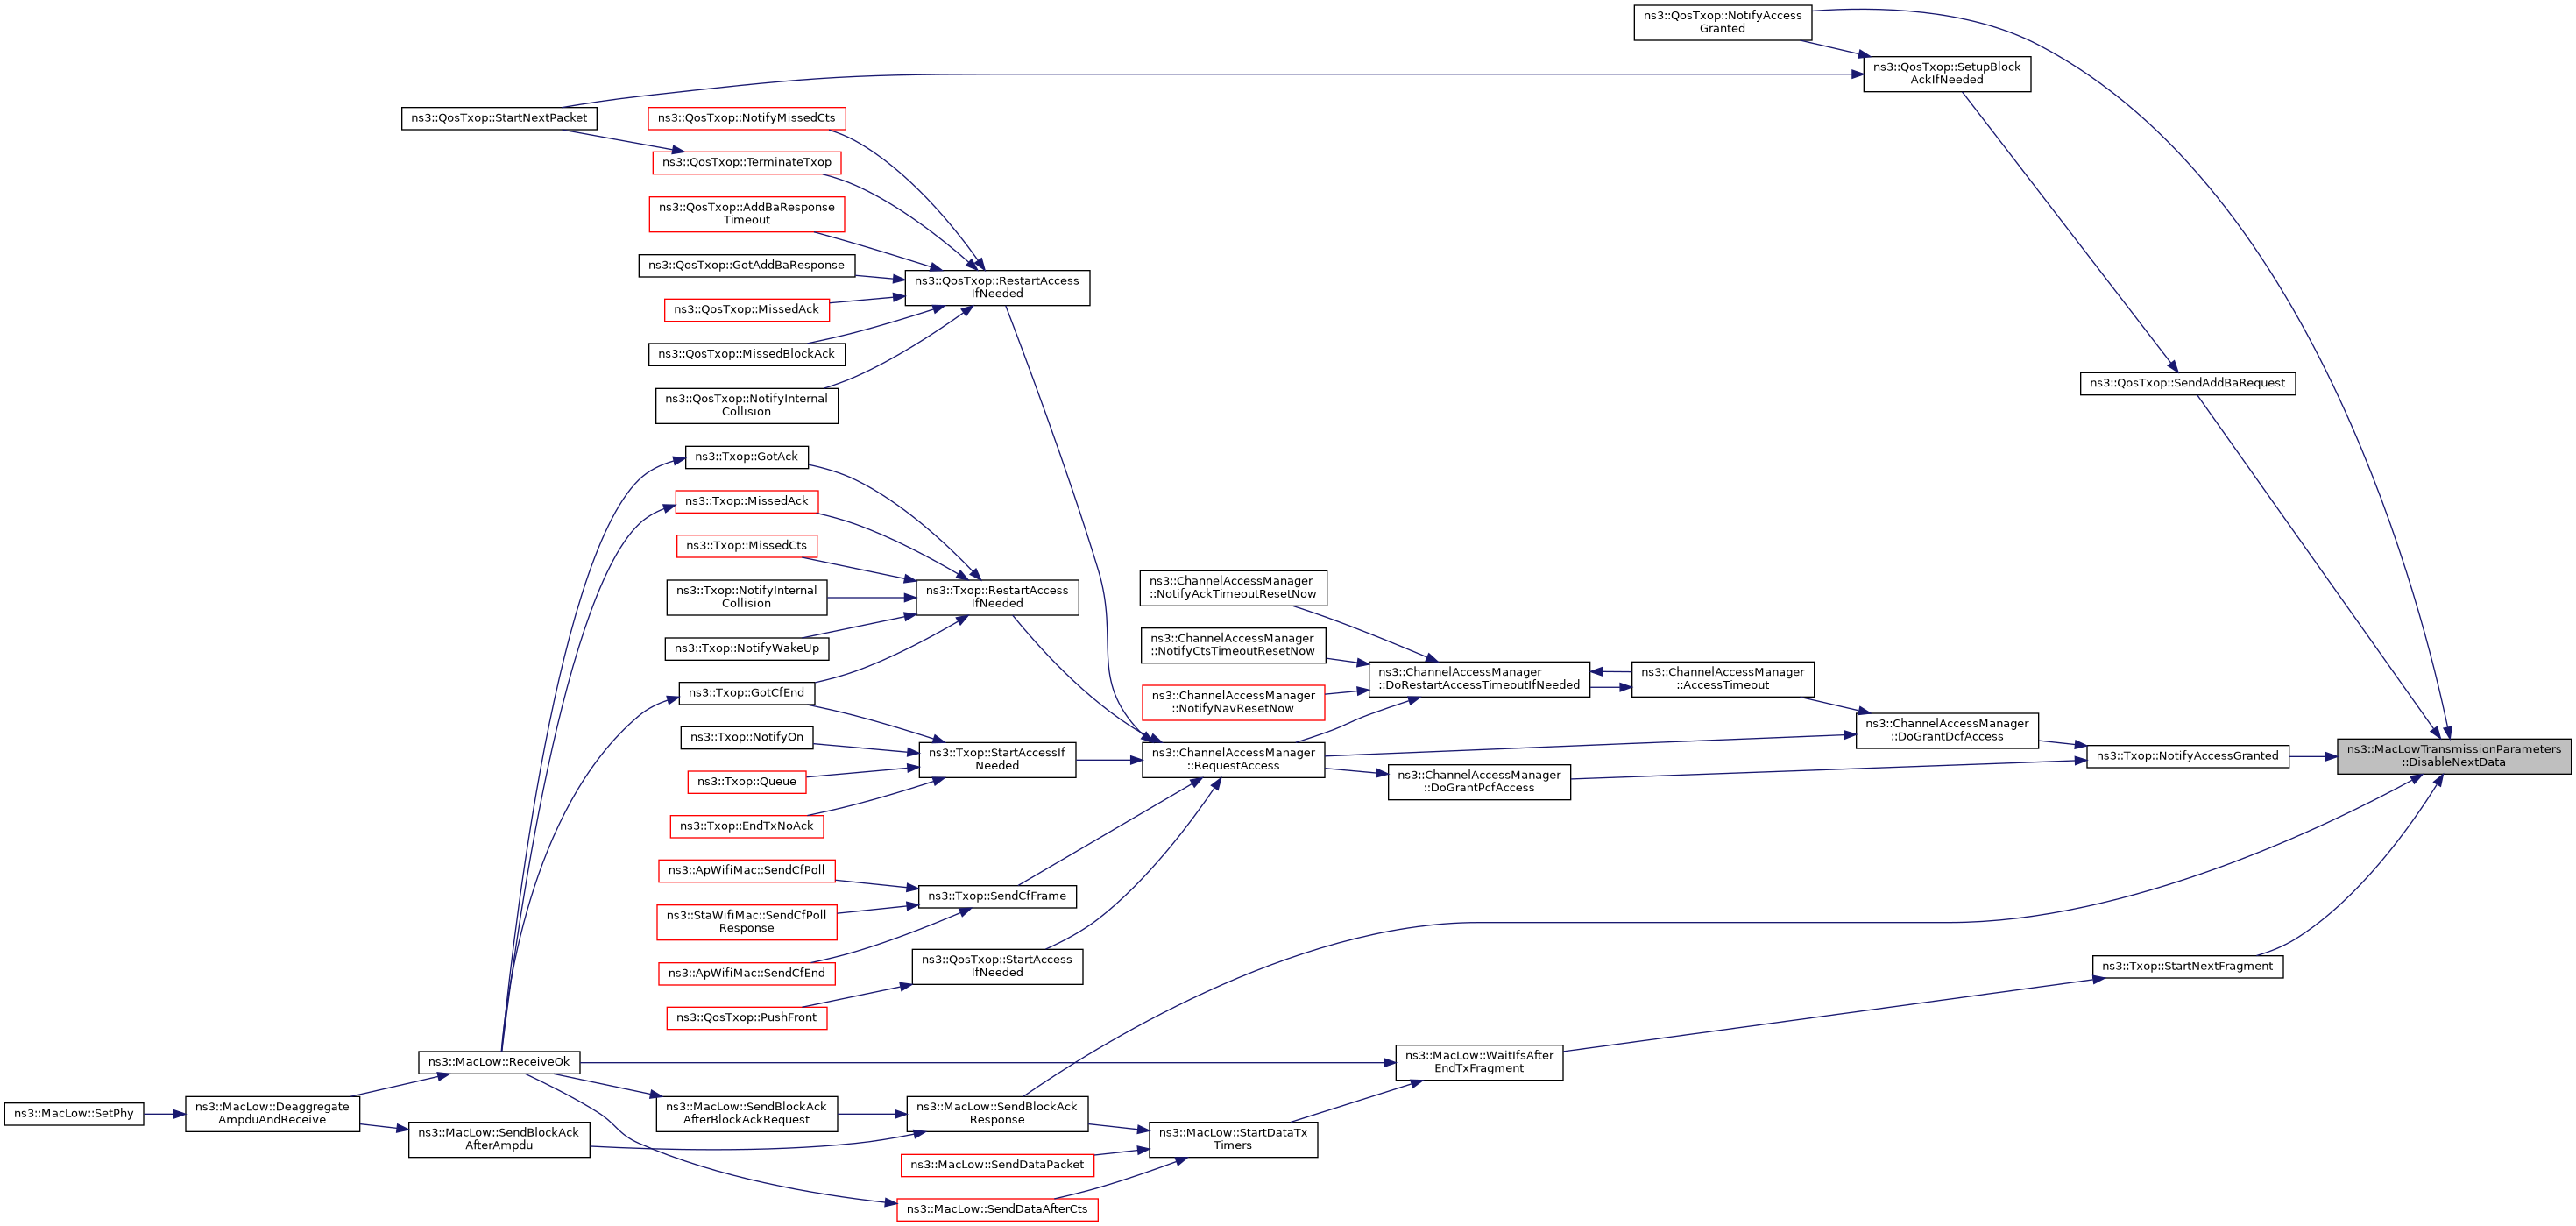 ns3::QosTxop::NotifyAccess
Granted
ns3::QosTxop::SetupBlock
AckIfNeeded
ns3::QosTxop::StartNextPacket
ns3::QosTxop::NotifyMissedCts
ns3::QosTxop::TerminateTxop
ns3::QosTxop::AddBaResponse
Timeout
ns3::QosTxop::GotAddBaResponse
ns3::QosTxop::RestartAccess
IfNeeded
ns3::QosTxop::MissedAck
ns3::QosTxop::MissedBlockAck
ns3::QosTxop::SendAddBaRequest
ns3::QosTxop::NotifyInternal
Collision
ns3::Txop::GotAck
ns3::Txop::MissedAck
ns3::Txop::MissedCts
ns3::Txop::NotifyInternal
Collision
ns3::Txop::RestartAccess
IfNeeded
ns3::ChannelAccessManager
::NotifyAckTimeoutResetNow
ns3::Txop::NotifyWakeUp
ns3::ChannelAccessManager
::NotifyCtsTimeoutResetNow
ns3::Txop::GotCfEnd
ns3::ChannelAccessManager
::NotifyNavResetNow
ns3::ChannelAccessManager
::DoRestartAccessTimeoutIfNeeded
ns3::ChannelAccessManager
::AccessTimeout
ns3::Txop::NotifyOn
ns3::ChannelAccessManager
::DoGrantDcfAccess
ns3::Txop::StartAccessIf
Needed
ns3::ChannelAccessManager
::RequestAccess
ns3::Txop::NotifyAccessGranted
ns3::MacLowTransmissionParameters
::DisableNextData
ns3::Txop::Queue
ns3::ChannelAccessManager
::DoGrantPcfAccess
ns3::Txop::EndTxNoAck
ns3::ApWifiMac::SendCfPoll
ns3::Txop::SendCfFrame
ns3::StaWifiMac::SendCfPoll
Response
ns3::ApWifiMac::SendCfEnd
ns3::QosTxop::StartAccess
IfNeeded
ns3::Txop::StartNextFragment
ns3::QosTxop::PushFront
ns3::MacLow::ReceiveOk
ns3::MacLow::WaitIfsAfter
EndTxFragment
ns3::MacLow::SetPhy
ns3::MacLow::Deaggregate
AmpduAndReceive
ns3::MacLow::SendBlockAck
AfterBlockAckRequest
ns3::MacLow::SendBlockAck
Response
ns3::MacLow::SendBlockAck
AfterAmpdu
ns3::MacLow::StartDataTx
Timers
ns3::MacLow::SendDataPacket
ns3::MacLow::SendDataAfterCts